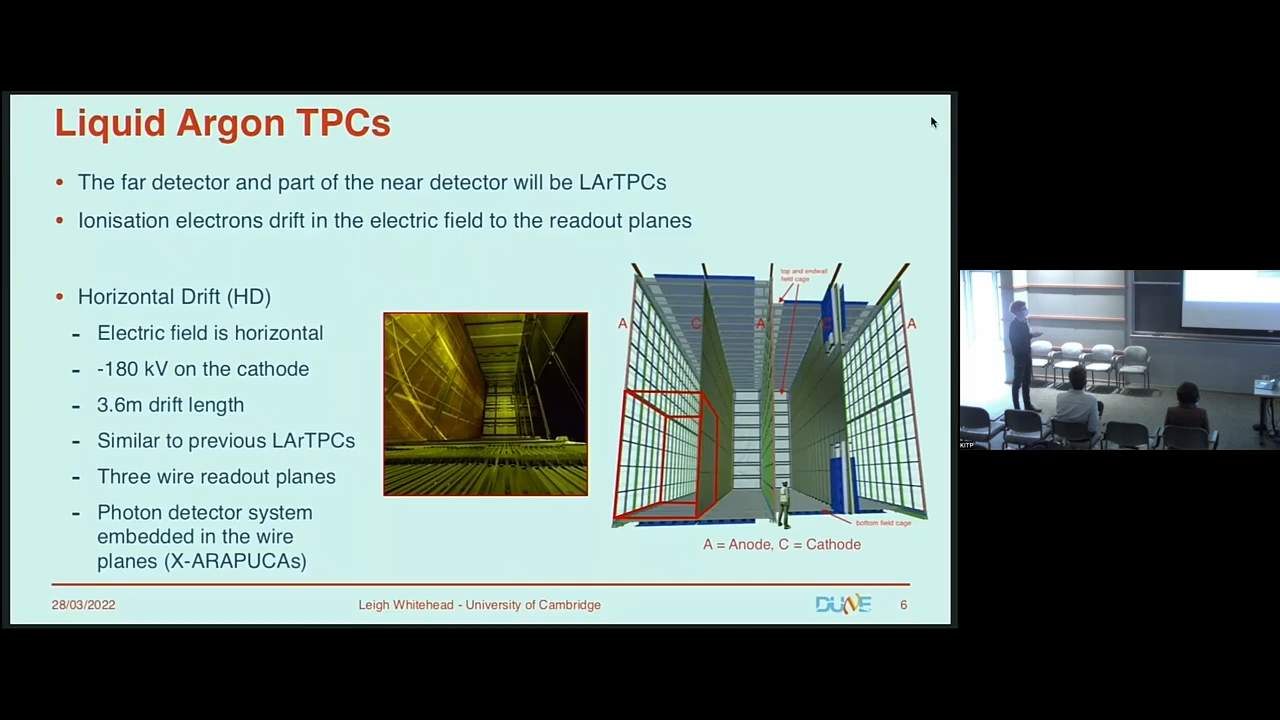 Liquid Argon TPCs
• The far detector and part of the near detector will be LArTPCs
• Ionisation electrons drift in the electric field to the readout planes
• Horizontal Drift (HD)
- Electric field is horizontal
- -180 kV on the cathode
- 3.6m drift length
- Similar to previous LArTPCs
- Three wire readout planes
- Photon detector system
embedded in the wire
planes (X-ARAPUCAs)
top and endwall
field cage
A
C
A
C
A
bottom field cage
A = Anode, C = Cathode
28/03/2022
Leigh Whitehead - University of Cambridge
DUNE
6
KITP